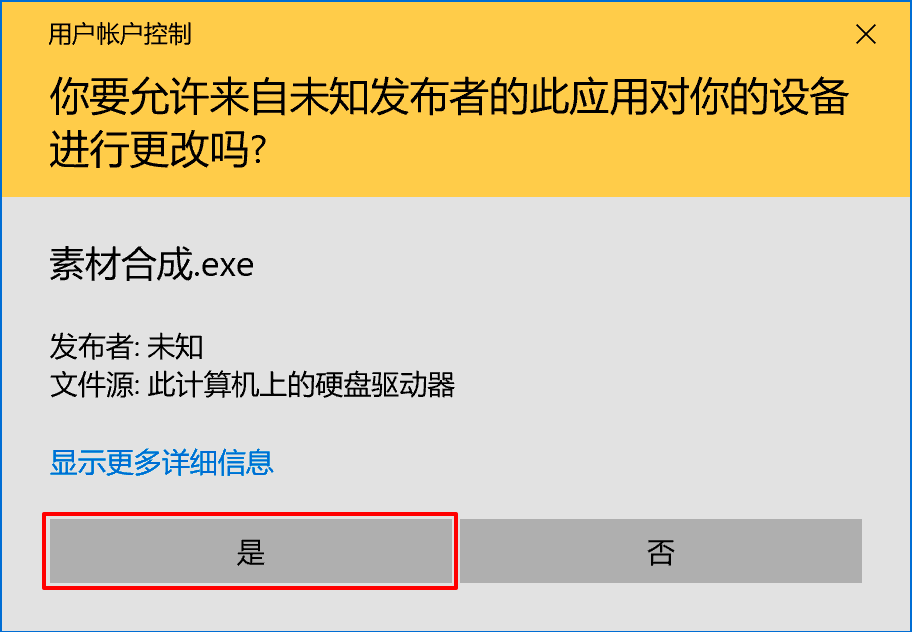 用户帐户控制
你要允许来自未知发布者的此应用对你的设备
进行更改吗?
素材合成.exe
发布者: 未知
文件源: 此计算机上的硬盘驱动器
显示更多详细信息
是
否